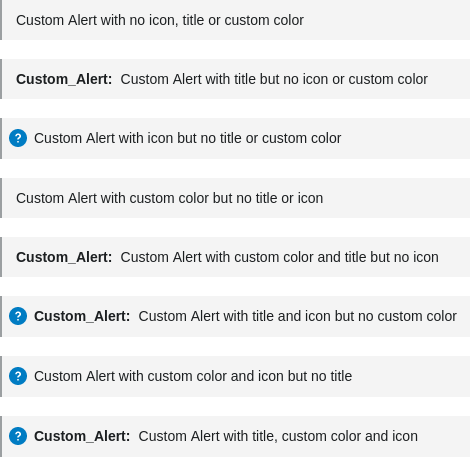 Custom Alert with no icon, title or custom color
Custom_Alert: Custom Alert with title but no icon or custom color
? Custom Alert with icon but no title or custom color
Custom Alert with custom color but no title or icon
Custom_Alert: Custom Alert with custom color and title but no icon
? Custom_Alert: Custom Alert with title and icon but no custom color
? Custom Alert with custom color and icon but no title
? Custom_Alert: Custom Alert with title, custom color and icon